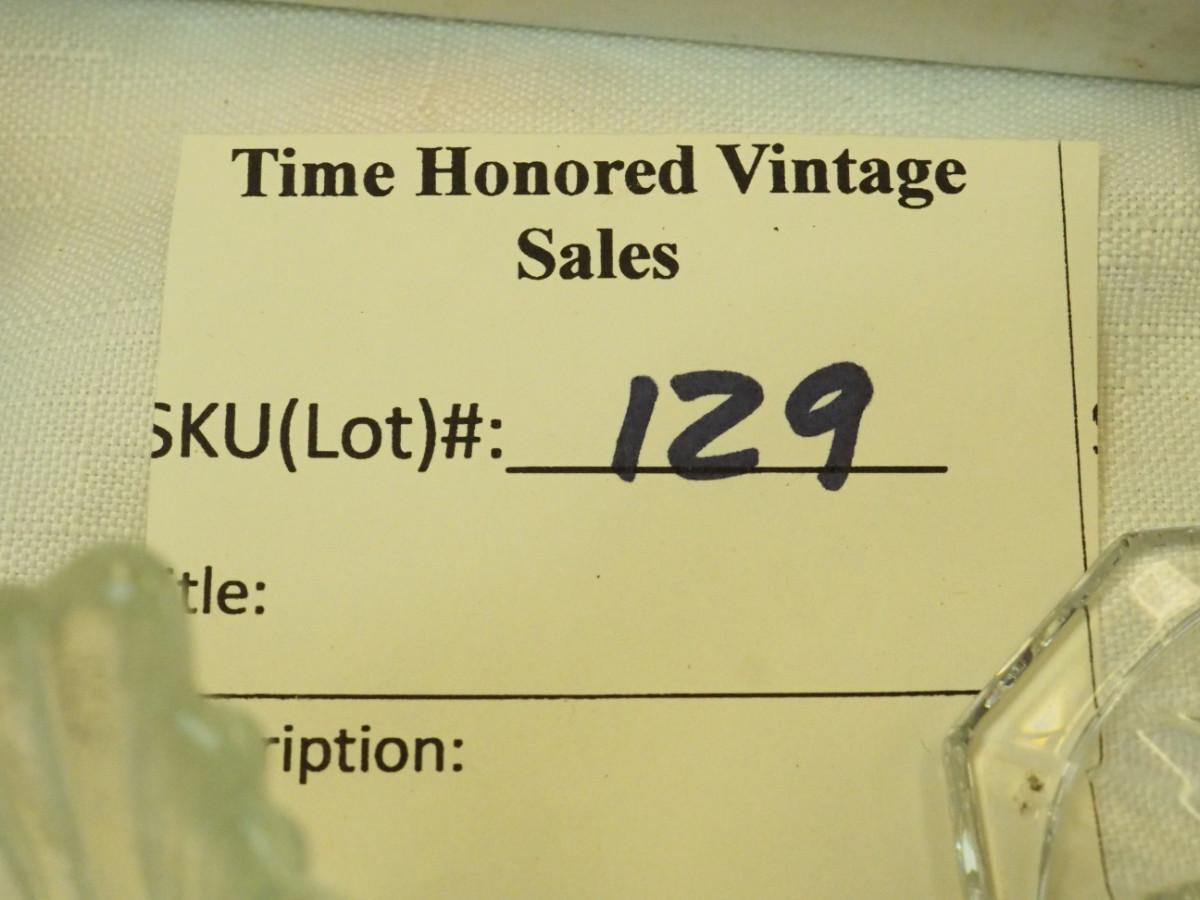 Time Honored Vintage
Sales
SKU(Lot)#: 129
tle:
ription: